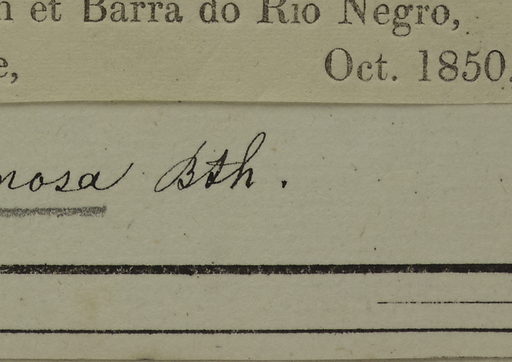 n et Barra do Rio Negro,
e,
Oct. 1850,
nosa Bth.